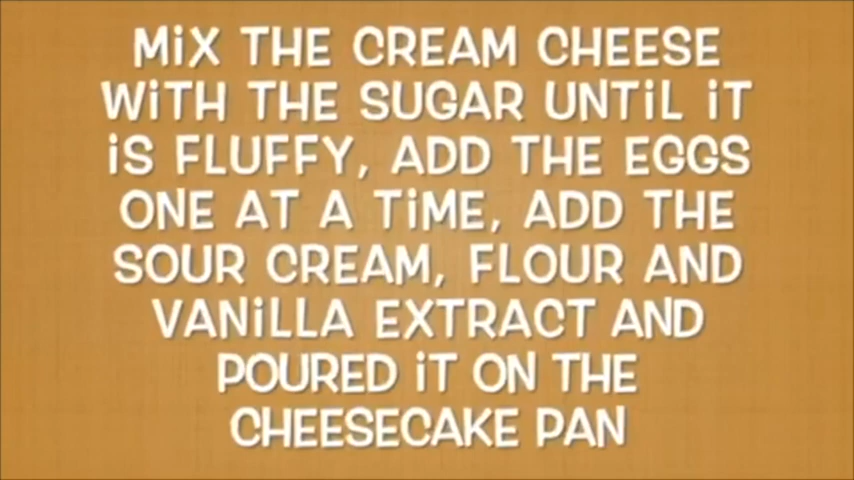 MiX THE CREAM CHEESE
WiTH THE SUGAR UNTiL iT
iS FLUFFY, ADD THE EGGS
ONE AT A TiME, ADD THE
SOUR CREAM, FLOUR AND
VANiLLA EXTRACT AND
POURED iT ON THE
CHEESECAKE PAN